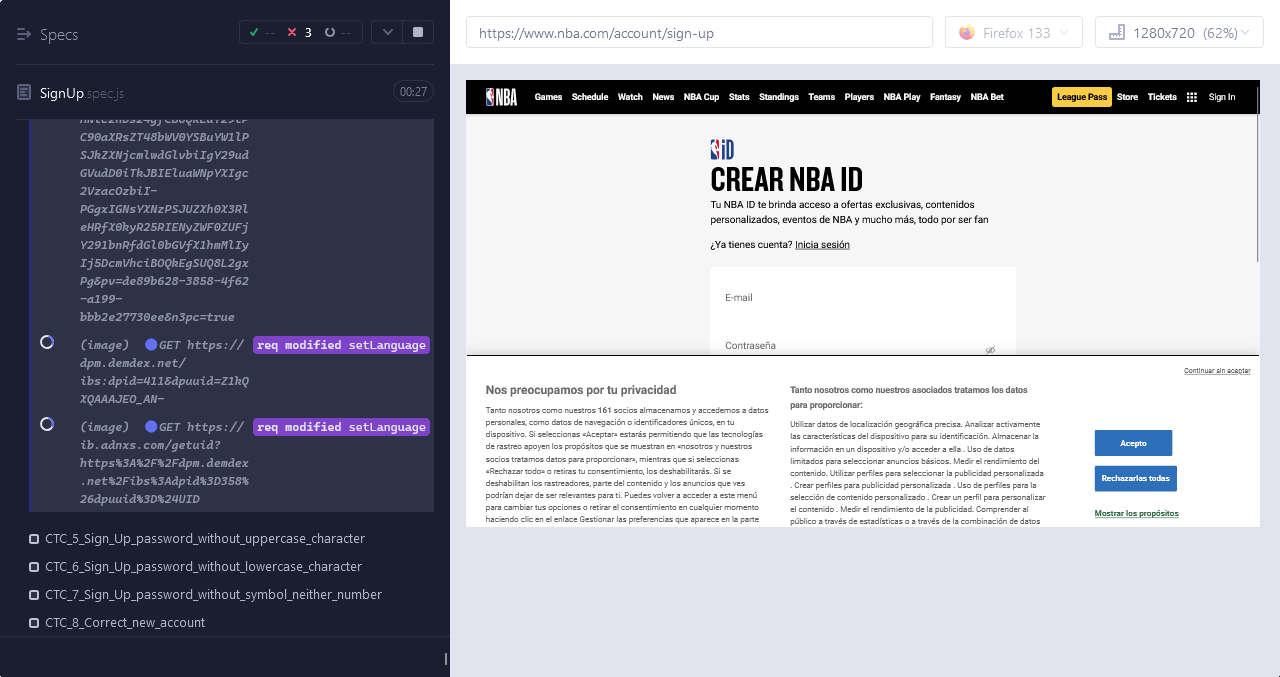 Specs
-- 3 --
SignUp.spec.js
00:27
C90aXRsZT48bWV0YSBuYW1lP
SJkZXNjcmlwdGlvbiIgY29ud
GVudD0iTkJBIEluaWNpYXIgc
2VzacOzbiI-
PGgxIGNsYXNzPSJUZXh0X3Rl
eHRfX0kyR25RIENyZWF0ZUFj
Y291bnRfdGl0bGVfX1hmMlIy
Ij5DcmVhciBOQkEgSUQ8L2gx
Pg&pv=de89b628-3858-4f62
-a199-
bbb2e27730ee&n3pc=true
(image) GET https:// req modified setLanguage
dpm.demdex.net/
ibs:dpid=411&dpuuid=Z1kQ
XQAAAJEO_AN-
(image) GET https:// req modified setLanguage
ib.adnxs.com/getuid?
https%3A%2F%2Fdpm.demdex
.net%2Fibs%3Adpid%3D358%
26dpuuid%3D%24UID
CTC_5_Sign_Up_password_without_uppercase_character
CTC_6_Sign_Up_password_without_lowercase_character
CTC_7_Sign_Up_password_without_symbol_neither_number
CTC_8_Correct_new_account
https://www.nba.com/account/sign-up
Firefox 133
1280x720 (62%)
NBA Games Schedule Watch News NBA Cup Stats Standings Teams Players NBA Play Fantasy NBA Bet League Pass Store Tickets Sign In
iD
CREAR NBA ID
Tu NBA ID te brinda acceso a ofertas exclusivas, contenidos
personalizados, eventos de NBA y mucho más, todo por ser fan
¿Ya tienes cuenta? Inicia sesión
E-mail
Contraseña
Continuar sin aceptar
Nos preocupamos por tu privacidad
Tanto nosotros como nuestros 161 socios almacenamos y accedemos a datos
personales, como datos de navegación o identificadores únicos, en tu
dispositivo. Si seleccionas «Aceptar» estarás permitiendo que las tecnologías
de rastreo apoyen los propósitos que se muestran en «nosotros y nuestros
socios tratamos datos para proporcionar», mientras que si seleccionas
«Rechazar todo» o retiras tu consentimiento, los deshabilitarás. Si se
deshabilitan los rastreadores, parte del contenido y los anuncios que ves
podrían dejar de ser relevantes para ti. Puedes volver a acceder a este menú
para cambiar tus opciones o retirar el consentimiento en cualquier momento
haciendo clic en el enlace Gestionar las preferencias que aparece en la parte
Tanto nosotros como nuestros asociados tratamos los datos
para proporcionar:
Utilizar datos de localización geográfica precisa. Analizar activamente
las características del dispositivo para su identificación. Almacenar la
información en un dispositivo y/o acceder a ella . Uso de datos
limitados para seleccionar anuncios básicos. Medir el rendimiento del
contenido. Utilizar perfiles para seleccionar la publicidad personalizada
. Crear perfiles para publicidad personalizada . Uso de perfiles para la
selección de contenido personalizado . Crear un perfil para personalizar
el contenido . Medir el rendimiento de la publicidad. Comprender al
público a través de estadísticas o a través de la combinación de datos
Acepto
Rechazarlas todas
Mostrar los propósitos